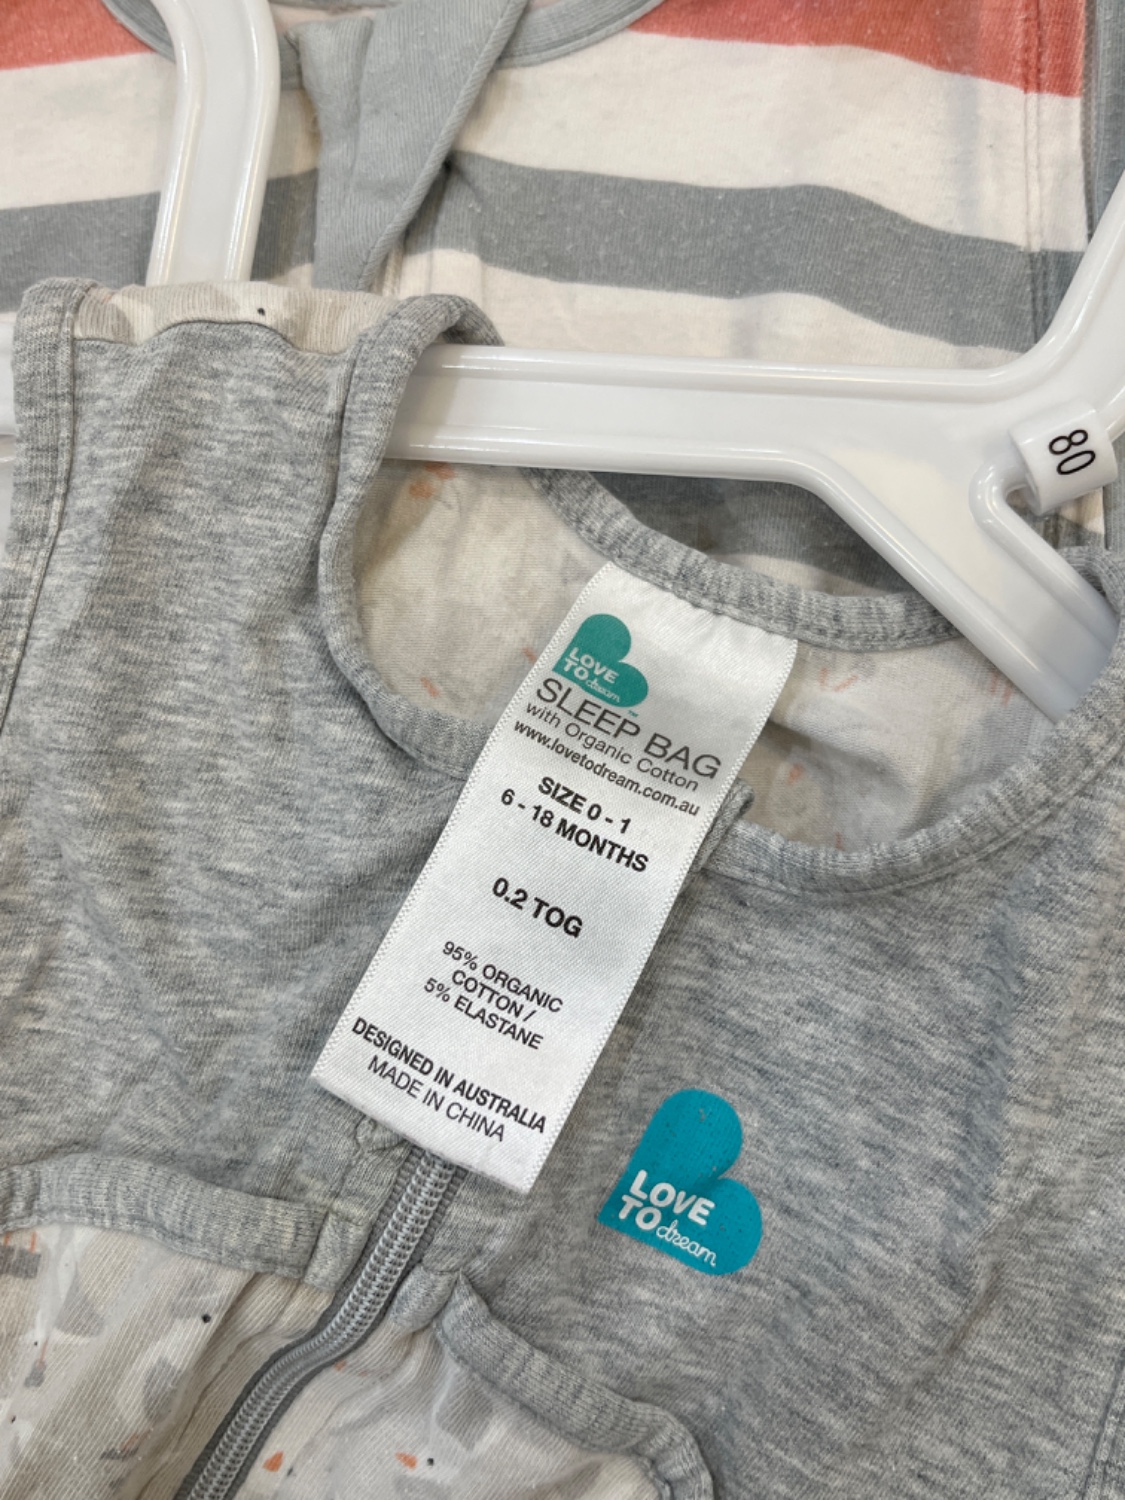 80
LOVE
TO dream
™
SLEEP BAG
with Organic Cotton
www.lovetodream.com.au
SIZE 0 - 1
6 - 18 MONTHS
0.2 TOG
95% ORGANIC
COTTON /
5% ELASTANE
DESIGNED IN AUSTRALIA
MADE IN CHINA
LOVE
TO dream